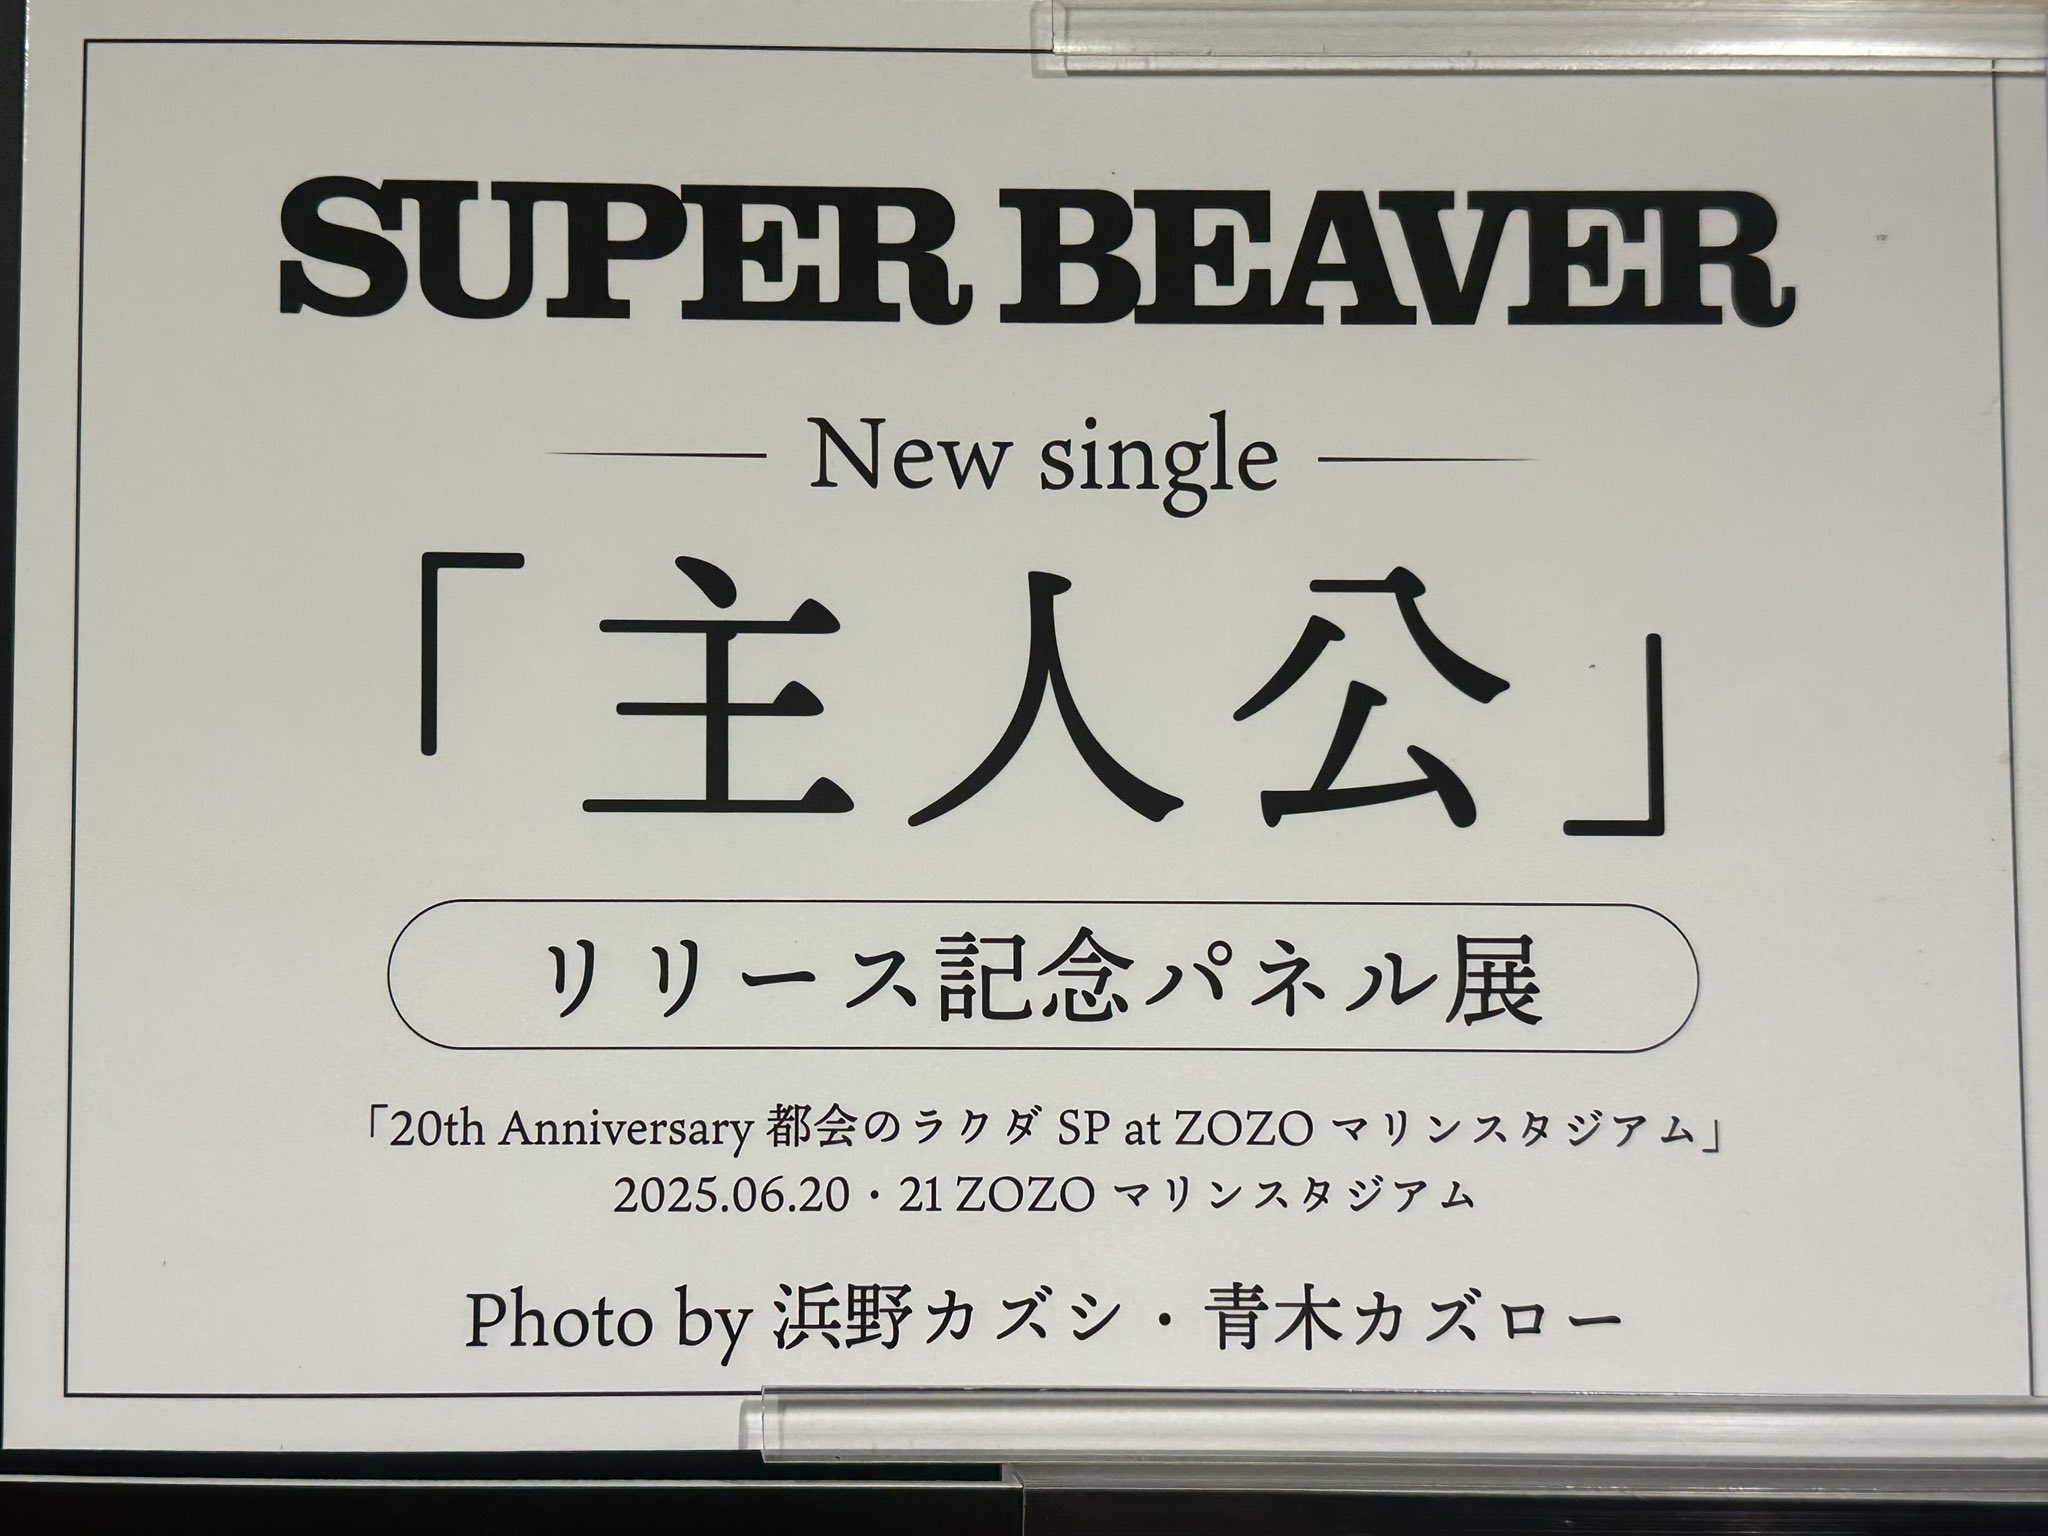 SUPER BEAVER
New single
「主人公」
リリース記念パネル展
「20th Anniversary 都会のラクダ SP at ZOZO マリンスタジアム」
2025.06.20・21 ZOZO マリンスタジアム
Photo by 浜野カズシ・青木カズロー